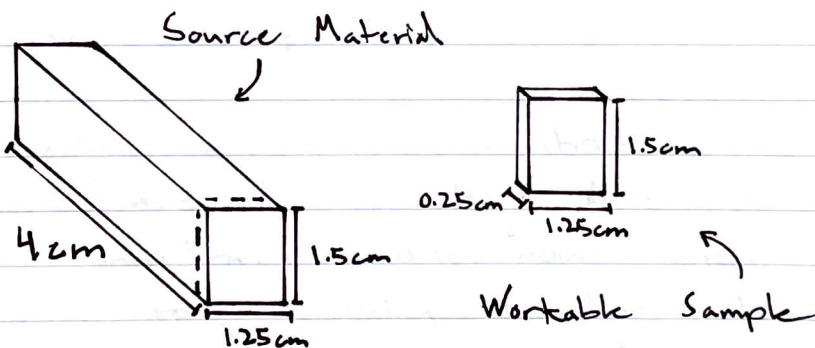 Source Material
4cm
1.5cm
1.25cm
0.25cm
1.25cm
1.5cm
Workable Sample